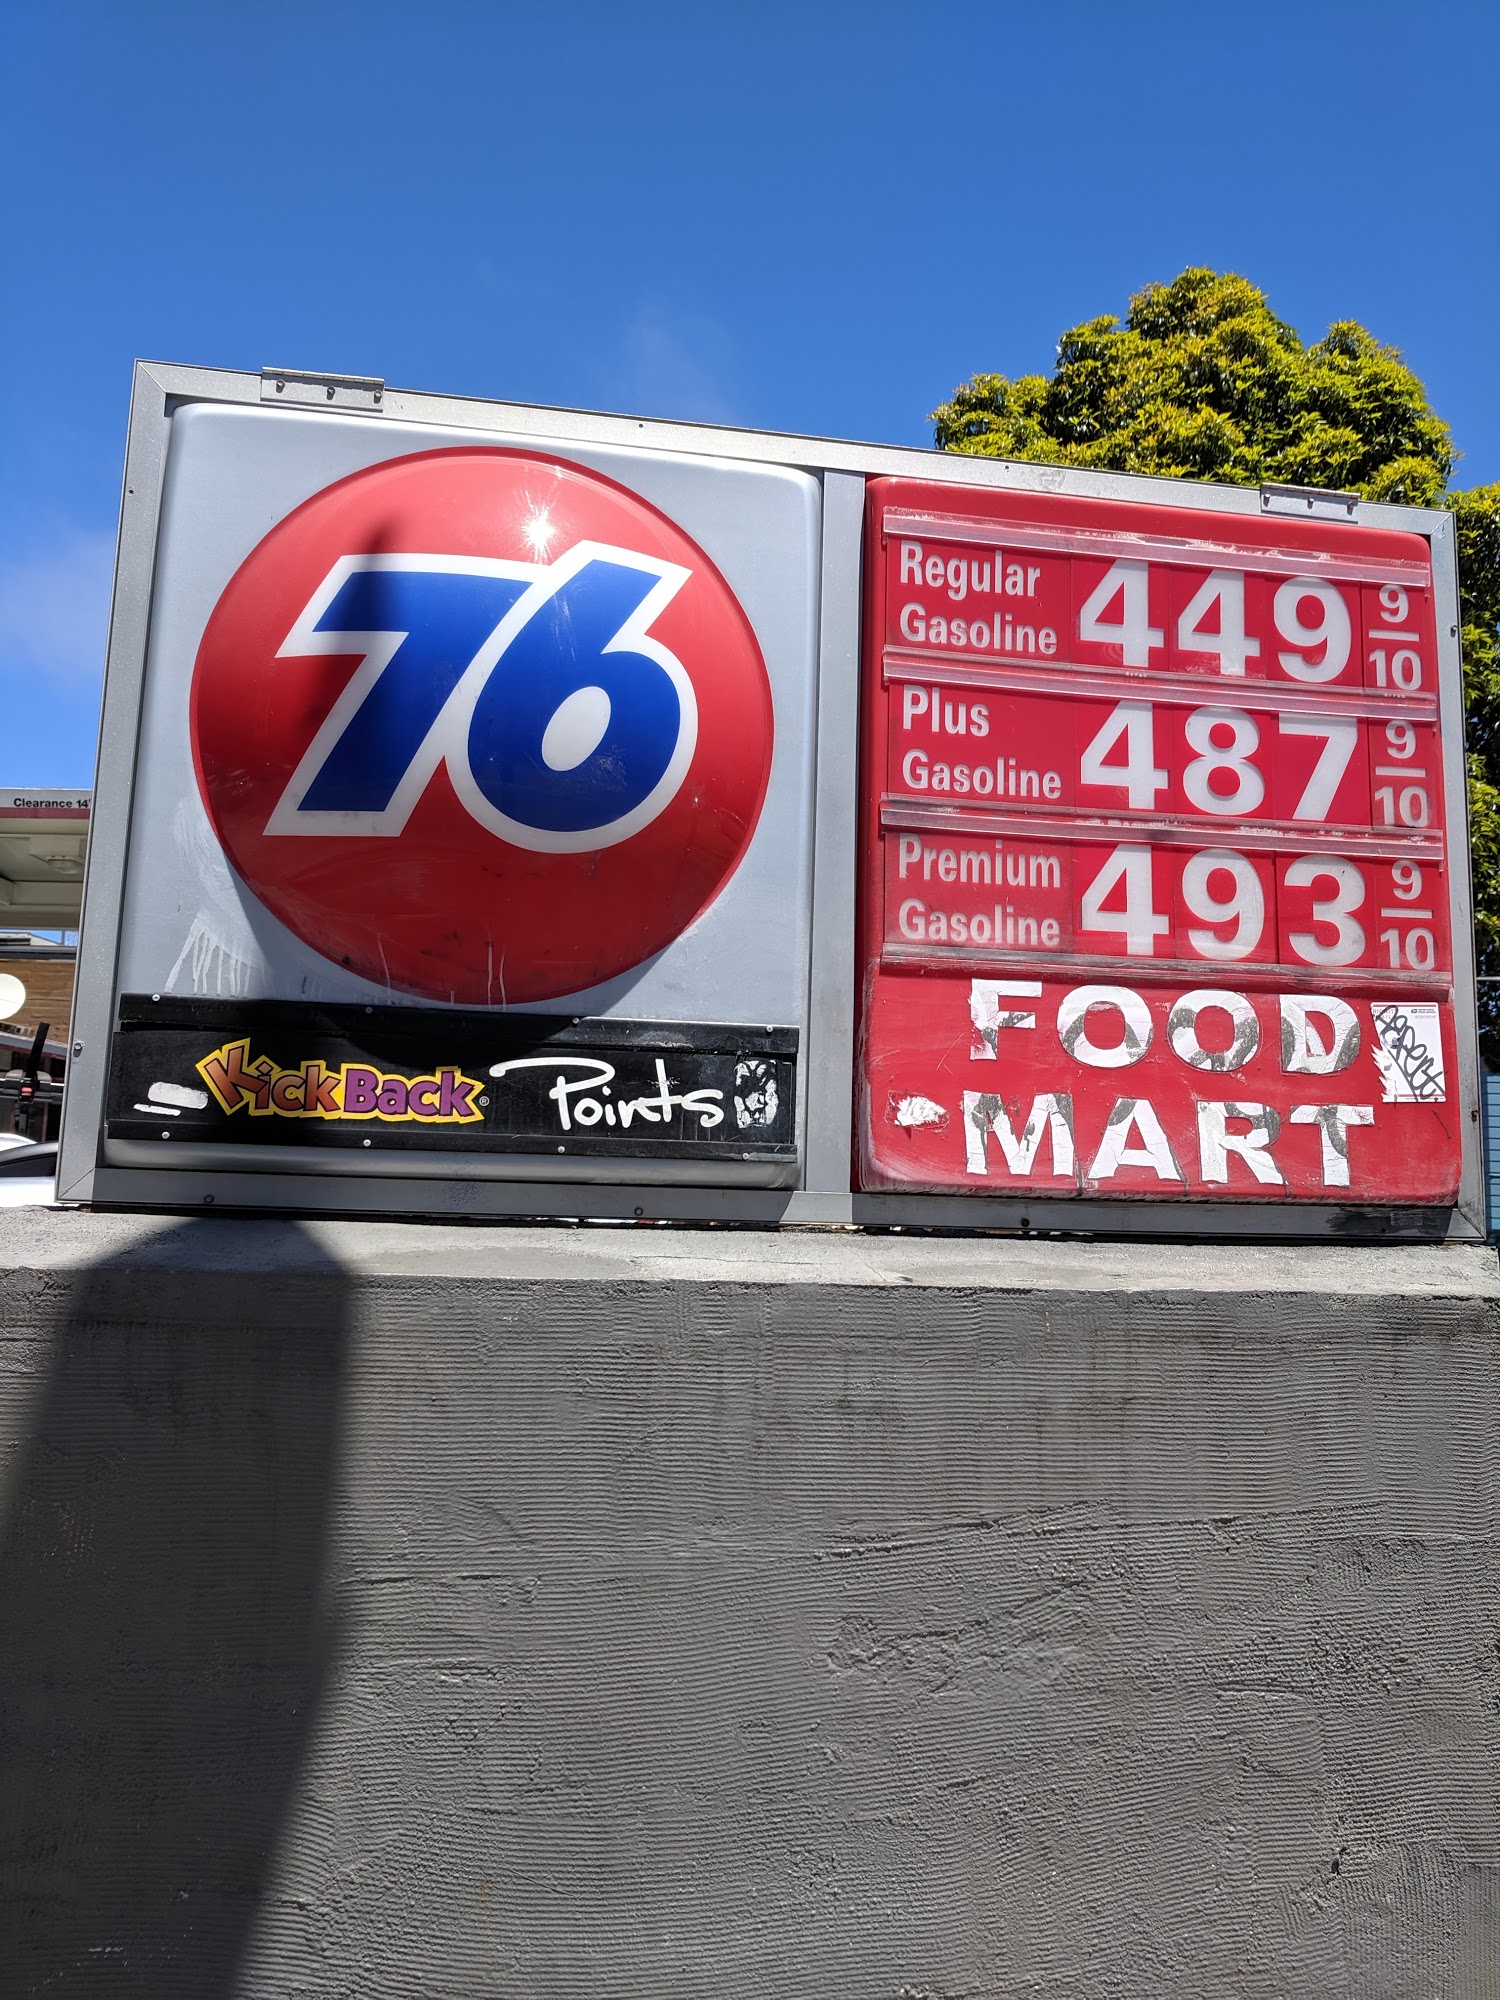 76
KickBack® Points
Regular
Gasoline 449 9/10
Plus
Gasoline 487 9/10
Premium
Gasoline 493 9/10
FOOD
MART
Clearance 14'